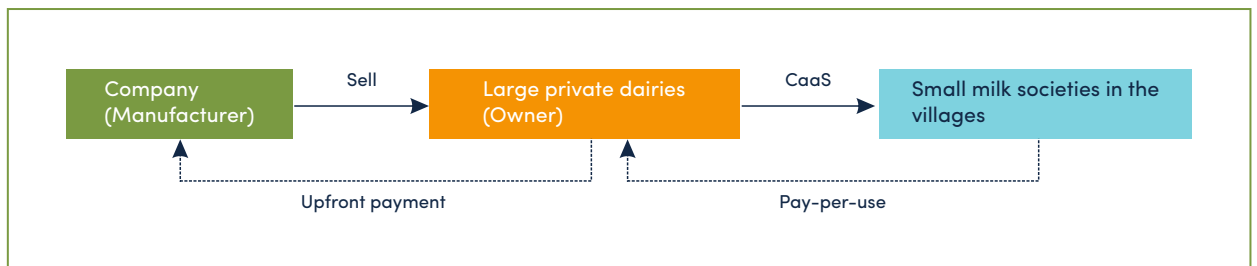 Company
(Manufacturer)
Sell
Large private dairies
(Owner)
CaaS
Small milk societies in the
villages
Upfront payment
Pay-per-use